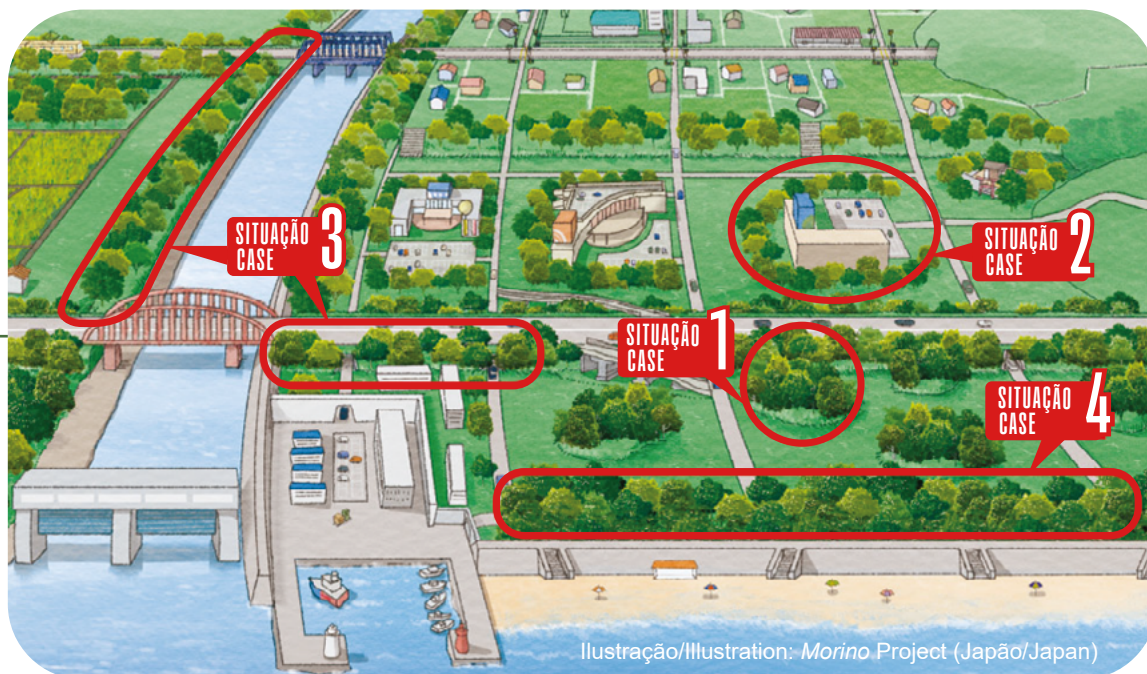 SITUAÇÃO
CASE 3
SITUAÇÃO
CASE 2
SITUAÇÃO
CASE 1
SITUAÇÃO
CASE 4
Ilustração/Illustration: Morino Project (Japão/Japan)